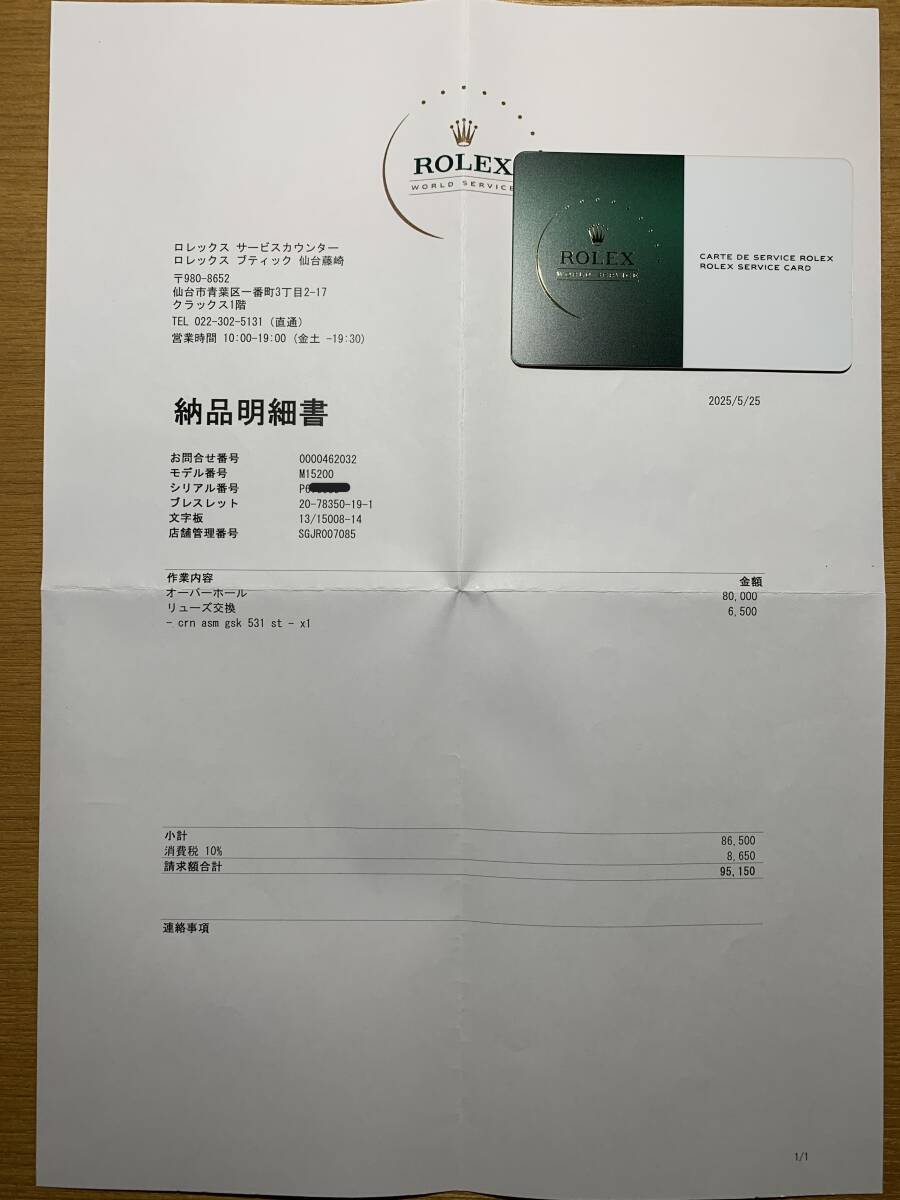 ROLEX
WORLD SERVICE
ROLEX
WORLD SERVICE
CARTE DE SERVICE ROLEX
ROLEX SERVICE CARD
ロレックス サービスカウンター
ロレックス ブティック 仙台藤崎
〒980-8652
仙台市青葉区一番町3丁目2-17
クラックス1階
TEL 022-302-5131 (直通)
営業時間 10:00-19:00 (金土 -19:30)
2025/5/25
納品明細書
お問合せ番号 0000462032
モデル番号 M15200
シリアル番号 P6
ブレスレット 20-78350-19-1
文字板 13/15008-14
店舗管理番号 SGJR007085
作業内容 金額
オーバーホール 80,000
リューズ交換 6,500
- crn asm gsk 531 st - x1
小計 86,500
消費税 10% 8,650
請求額合計 95,150
連絡事項
1/1